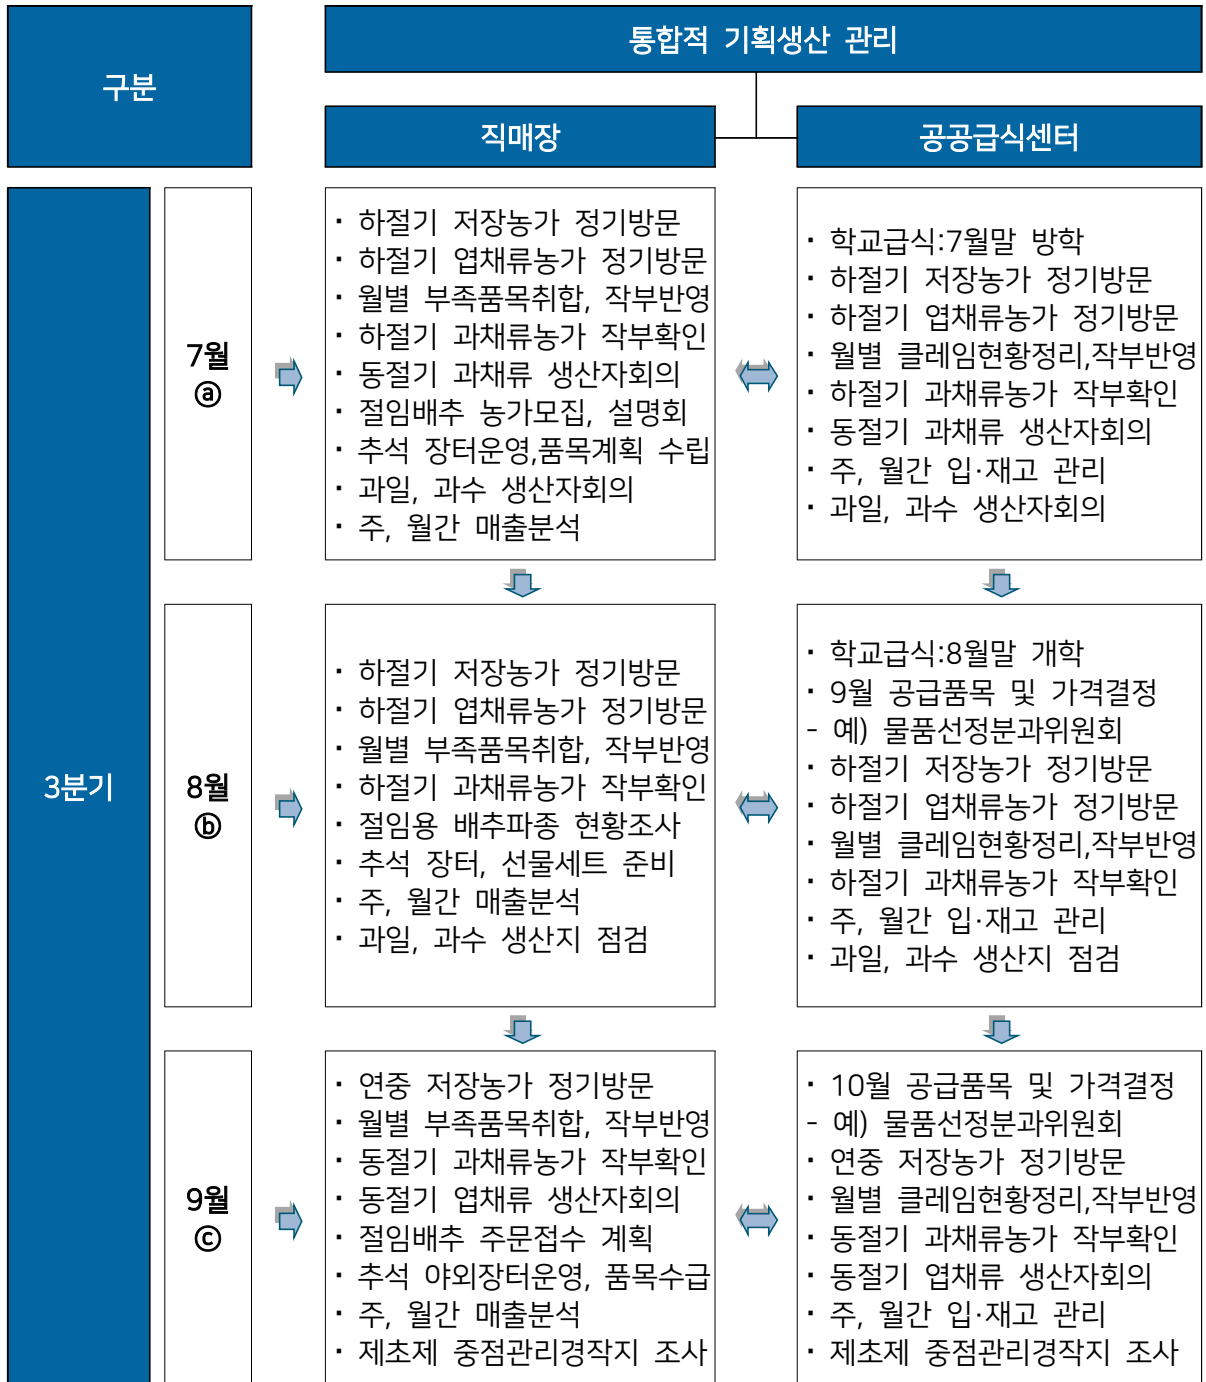 구분
통합적 기획생산 관리
직매장
공공급식센터
3분기
7월
ⓐ
· 하절기 저장농가 정기방문
· 하절기 엽채류농가 정기방문
· 월별 부족품목취합, 작부반영
· 하절기 과채류농가 작부확인
· 동절기 과채류 생산자회의
· 절임배추 농가모집, 설명회
· 추석 장터운영,품목계획 수립
· 과일, 과수 생산자회의
· 주, 월간 매출분석
· 학교급식:7월말 방학
· 하절기 저장농가 정기방문
· 하절기 엽채류농가 정기방문
· 월별 클레임현황정리,작부반영
· 하절기 과채류농가 작부확인
· 동절기 과채류 생산자회의
· 주, 월간 입·재고 관리
· 과일, 과수 생산자회의
8월
ⓑ
· 하절기 저장농가 정기방문
· 하절기 엽채류농가 정기방문
· 월별 부족품목취합, 작부반영
· 하절기 과채류농가 작부확인
· 절임용 배추파종 현황조사
· 추석 장터, 선물세트 준비
· 주, 월간 매출분석
· 과일, 과수 생산지 점검
· 학교급식:8월말 개학
· 9월 공급품목 및 가격결정
- 예) 물품선정분과위원회
· 하절기 저장농가 정기방문
· 하절기 엽채류농가 정기방문
· 월별 클레임현황정리,작부반영
· 하절기 과채류농가 작부확인
· 주, 월간 입·재고 관리
· 과일, 과수 생산지 점검
9월
ⓒ
· 연중 저장농가 정기방문
· 월별 부족품목취합, 작부반영
· 동절기 과채류농가 작부확인
· 동절기 엽채류 생산자회의
· 절임배추 주문접수 계획
· 추석 야외장터운영, 품목수급
· 주, 월간 매출분석
· 제초제 중점관리경작지 조사
· 10월 공급품목 및 가격결정
- 예) 물품선정분과위원회
· 연중 저장농가 정기방문
· 월별 클레임현황정리,작부반영
· 동절기 과채류농가 작부확인
· 동절기 엽채류 생산자회의
· 주, 월간 입·재고 관리
· 제초제 중점관리경작지 조사